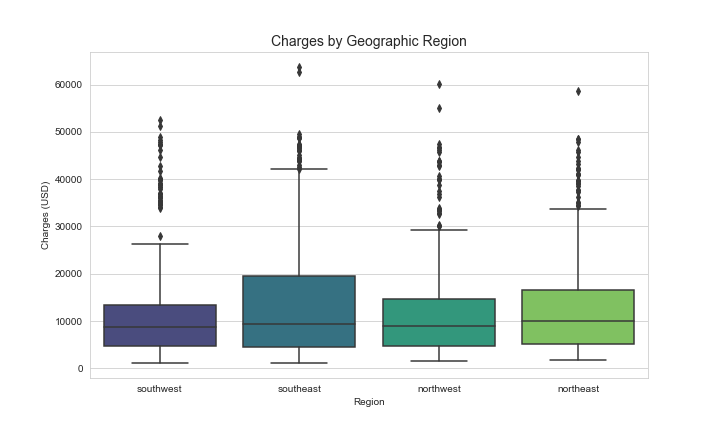 Charges by Geographic Region
60000
50000
40000
30000
20000
10000
0
Charges (USD)
southwest southeast northwest northeast
Region